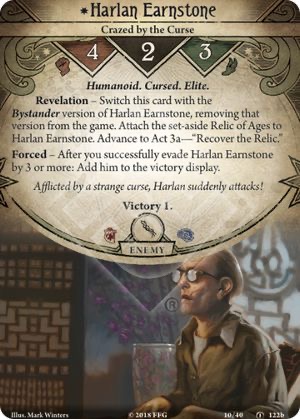 Harlan Earnstone
Crazed by the Curse
4 2 3
Humanoid. Cursed. Elite.
Revelation – Switch this card with the
Bystander version of Harlan Earnstone, removing that
version from the game. Attach the set-aside Relic of Ages to
Harlan Earnstone. Advance to Act 3a—"Recover the Relic."
Forced – After you successfully evade Harlan Earnstone
by 3 or more: Add him to the victory display.
Afflicted by a strange curse, Harlan suddenly attacks!
Victory 1.
ENEMY
Illus. Mark Winters
© 2018 FFG
10/40
122b